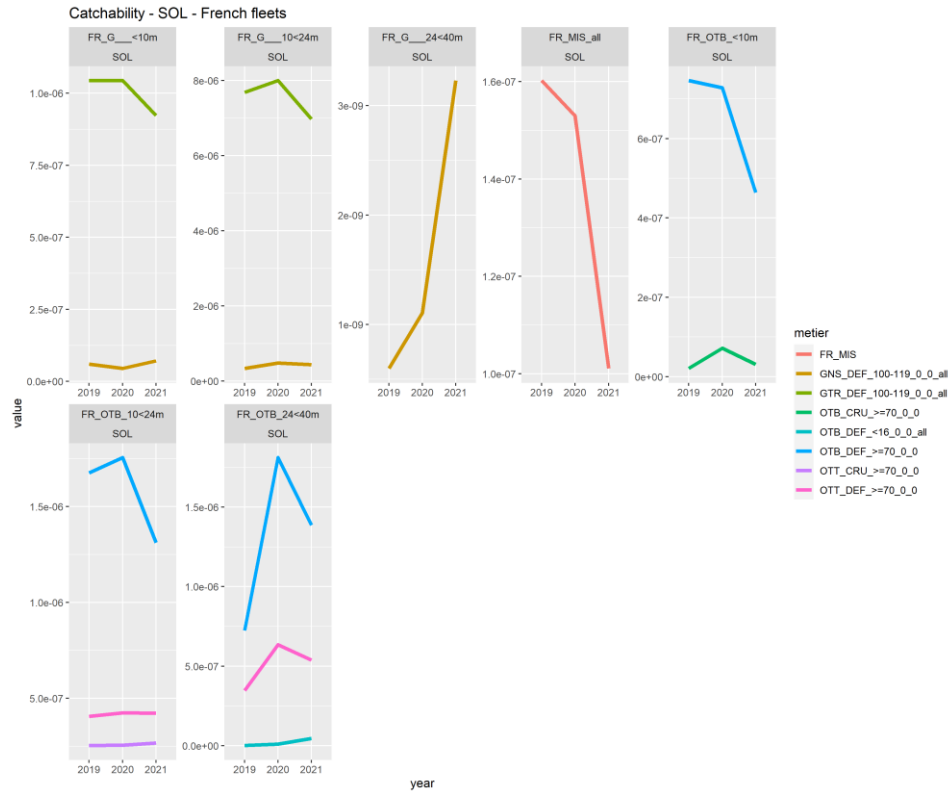 Catchability - SOL - French fleets
FR_G___<10m
SOL
FR_G___10<24m
SOL
FR_G___24<40m
SOL
FR_MIS_all
SOL
FR_OTB_<10m
SOL
1.0e-06
7.5e-07
5.0e-07
2.5e-07
0.0e+00
8e-06
6e-06
4e-06
2e-06
0e+00
3e-09
2e-09
1e-09
1.6e-07
1.4e-07
1.2e-07
1.0e-07
6e-07
4e-07
2e-07
0e+00
2019 2020 2021
2019 2020 2021
2019 2020 2021
2019 2020 2021
2019 2020 2021
FR_OTB_10<24m
SOL
FR_OTB_24<40m
SOL
1.5e-06
1.0e-06
5.0e-07
1.5e-06
1.0e-06
5.0e-07
0.0e+00
2019 2020 2021
2019 2020 2021
value
year
metier
FR_MIS
GNS_DEF_100-119_0_0_all
GTR_DEF_100-119_0_0_all
OTB_CRU_>=70_0_0
OTB_DEF_<16_0_0_all
OTB_DEF_>=70_0_0
OTT_CRU_>=70_0_0
OTT_DEF_>=70_0_0